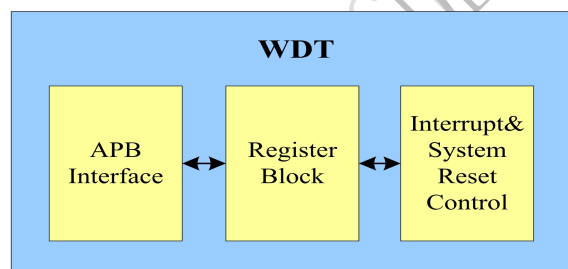 WDT
APB
Interface
Register
Block
Interrupt&
System
Reset
Control